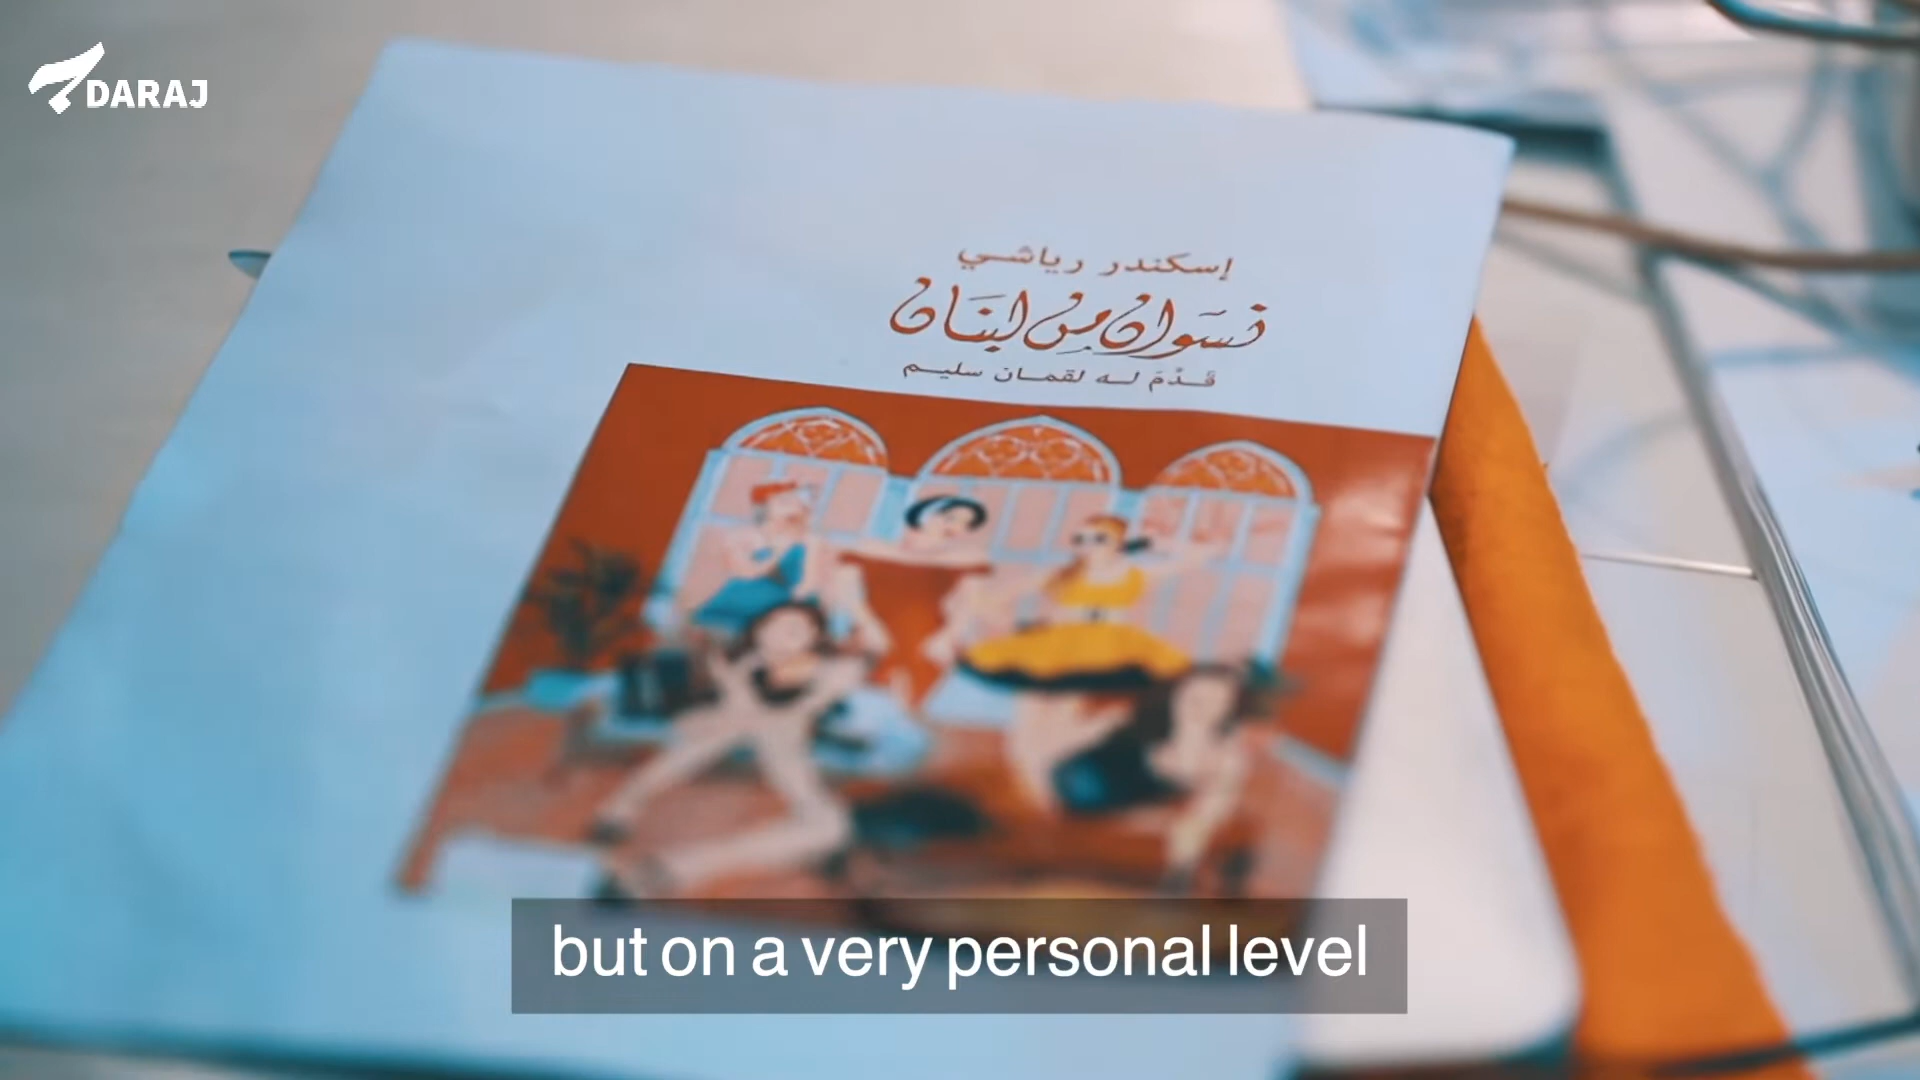 DARAJ
إسكندر رياشي
نسوان من لبنان
قدّم له لقمان سليم
but on a very personal level